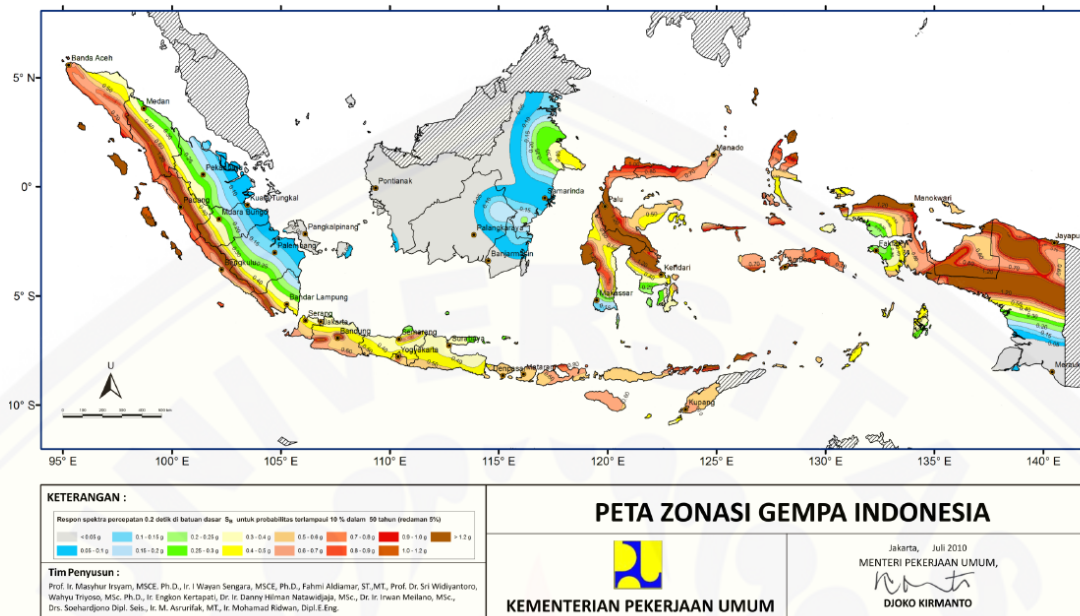 Banda Aceh
5° N
Medan
Menado
Pekanbaru
0°
Pontianak
Samarinda
Manokwari
Padang
Kuala Tungkal
Palu
Muara Bungo
Pangkalpinang
Palangkaraya
Jayapura
Palembang
Banjarmasin
Bengkulu
Kendari
5° S
Bandar Lampung
Makassar
Serang
Jakarta
Bandung
Semarang
Surabaya
Yogyakarta
Denpasar
Mataram
U
Kupang
10° S
95° E
100° E
105° E
110° E
115° E
120° E
125° E
130° E
135° E
140° E
KETERANGAN :
Respon spektra percepatan 0.2 detik di batuan dasar SB untuk probabilitas terlampaui 10 % dalam 50 tahun (redaman 5%)
< 0.05 g 0.1 - 0.15 g 0.2 - 0.25 g 0.3 - 0.4 g 0.5 - 0.6 g 0.7 - 0.8 g 0.9 - 1.0 g > 1.2 g
0.05 - 0.1 g 0.15 - 0.2 g 0.25 - 0.3 g 0.4 - 0.5 g 0.6 - 0.7 g 0.8 - 0.9 g 1.0 - 1.2 g
Tim Penyusun :
Prof. Ir. Masyhur Irsyam, MSCE. Ph.D., Ir. I Wayan Sengara, MSCE, Ph.D., Fahmi Aldiamar, ST.,MT., Prof. Dr. Sri Widiyantoro,
Wahyu Triyoso, MSc. Ph.D., Ir. Engkon Kertapati, DR. Ir. Danny Hilman Natawidjaja, MSc., Dr. Ir. Irwan Meilano, MSc.,
Drs. Soehardjono Dipl. Seis., Ir. M. Asrurifak, MT., Ir. Mohamad Ridwan, Dipl.E.Eng.
PETA ZONASI GEMPA INDONESIA
KEMENTERIAN PEKERJAAN UMUM
Jakarta, Juli 2010
MENTERI PEKERJAAN UMUM,
DJOKO KIRMANTO